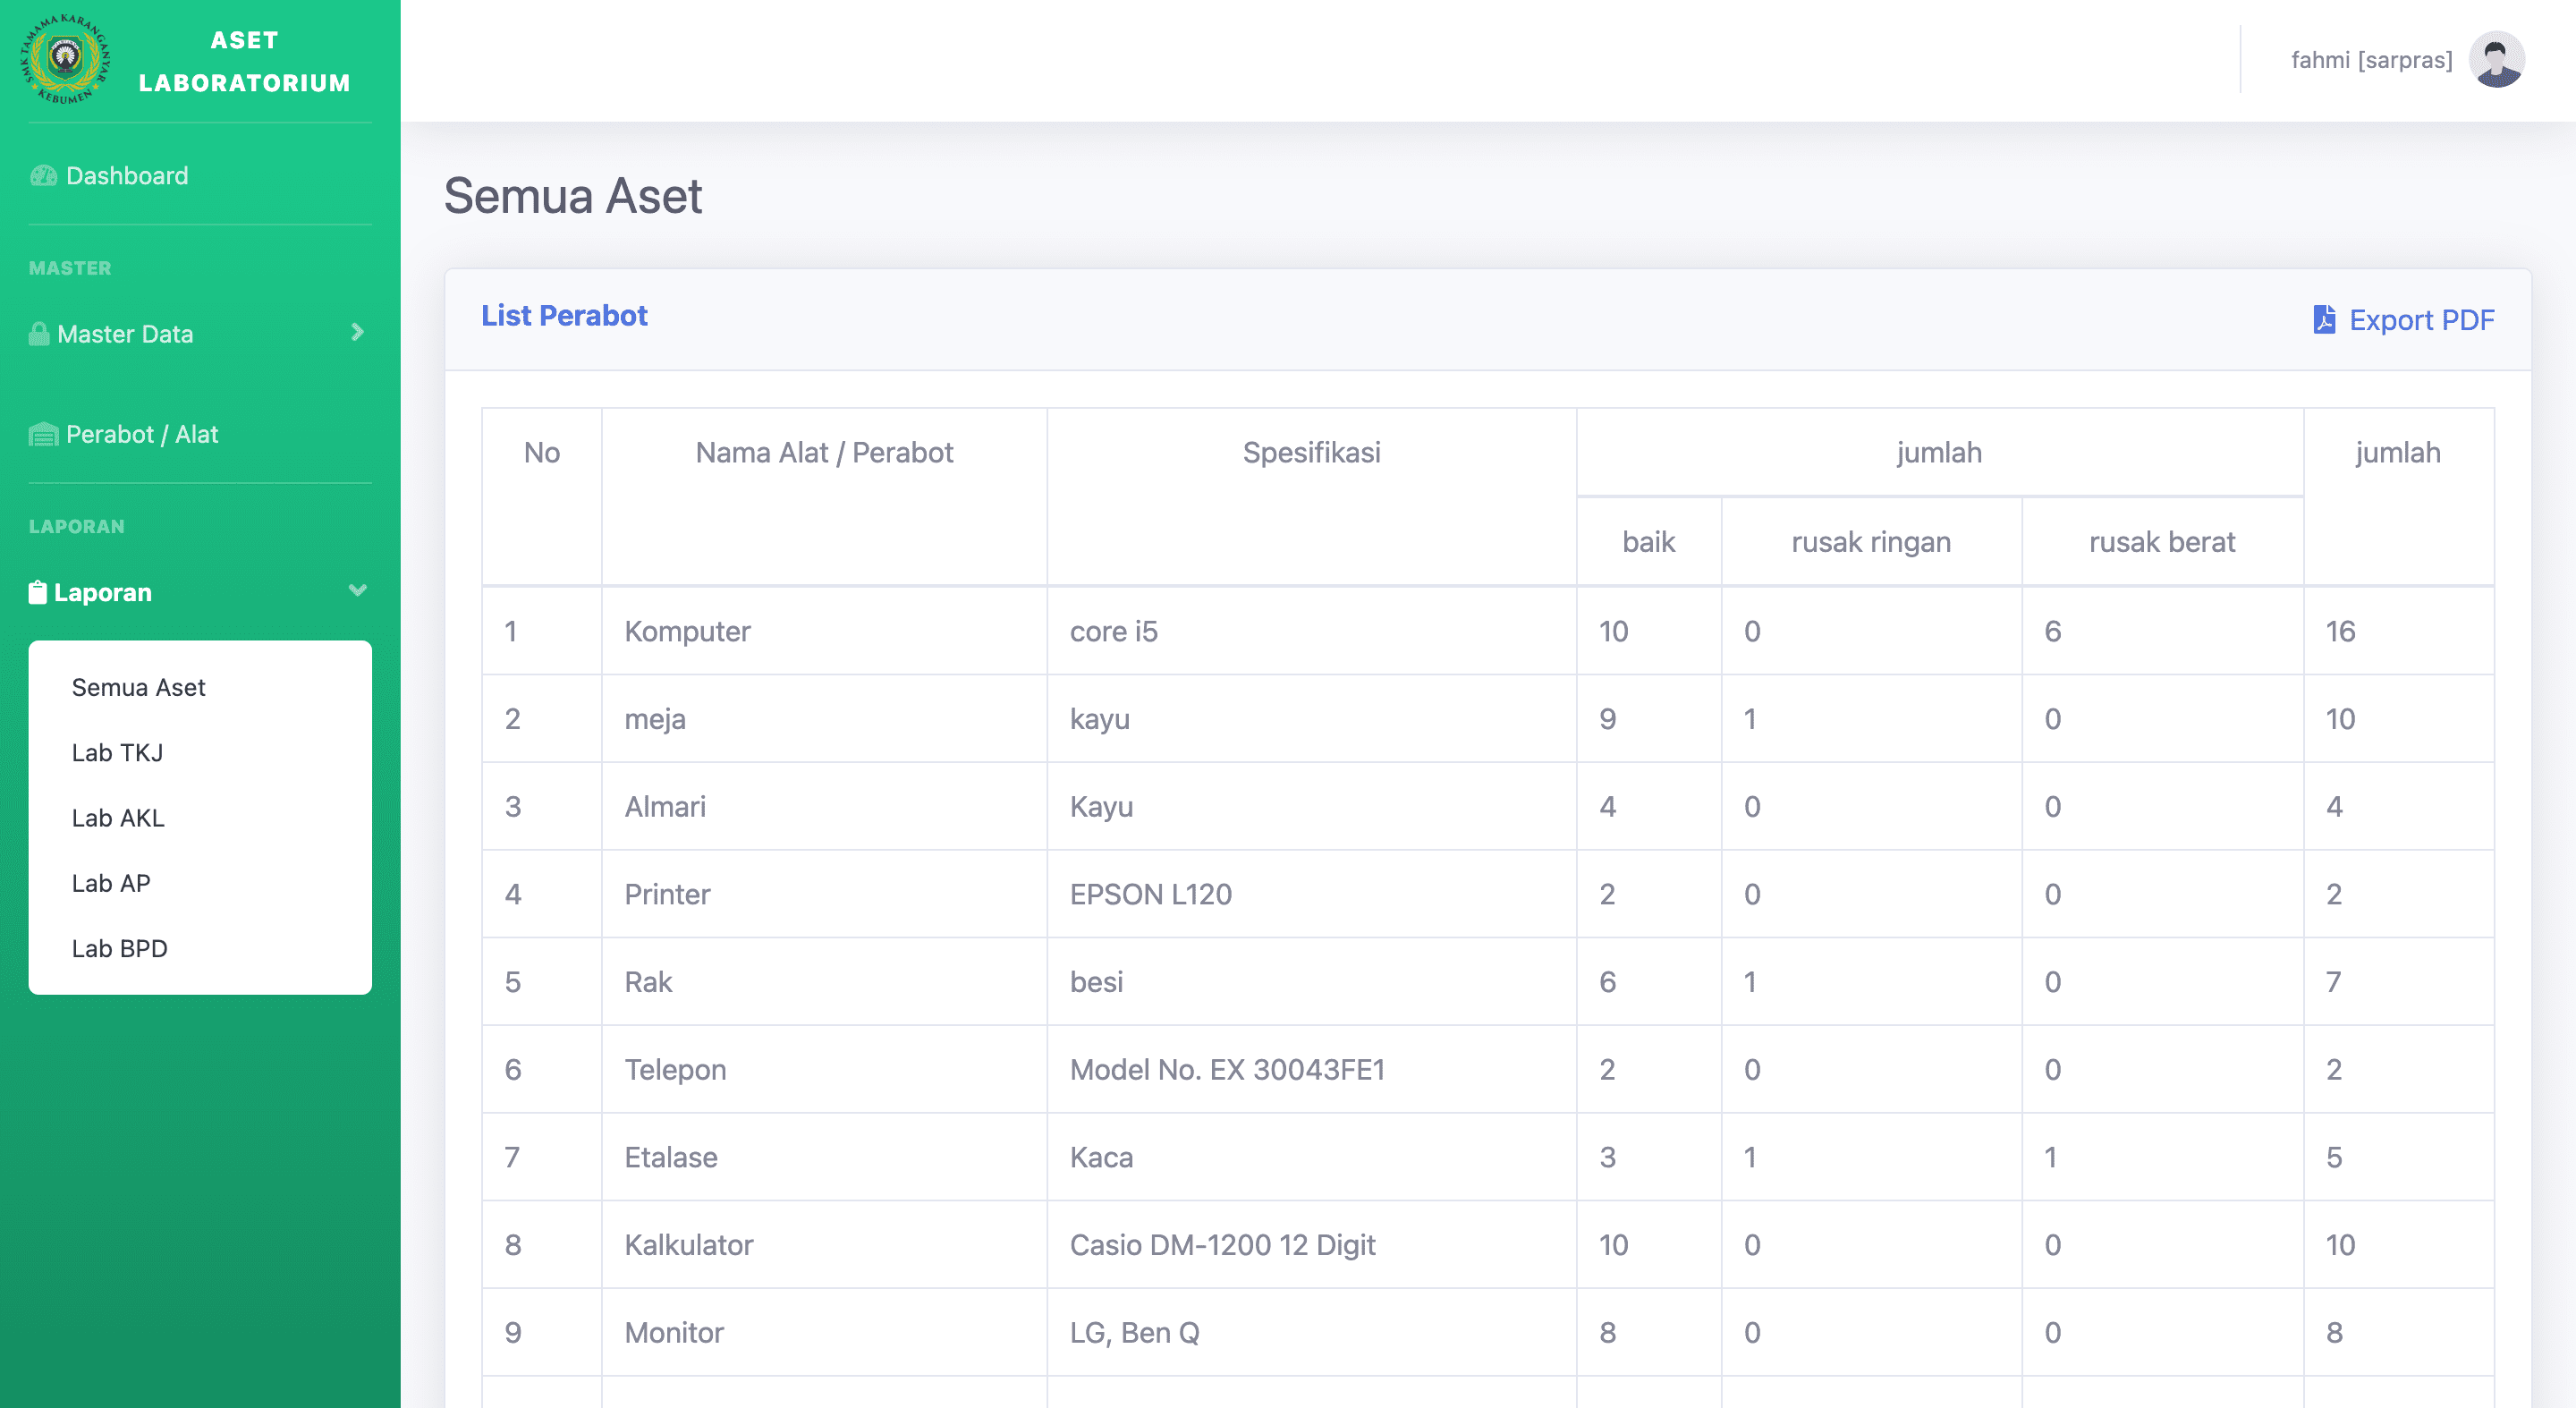 SMK TAMAMA KARANGANYAR
KEBUMEN
ASET
LABORATORIUM
fahmi [sarpras]
Dashboard
MASTER
Master Data
Perabot / Alat
LAPORAN
Laporan
Semua Aset
Lab TKJ
Lab AKL
Lab AP
Lab BPD
Semua Aset
List Perabot
Export PDF
No Nama Alat / Perabot Spesifikasi jumlah jumlah
baik rusak ringan rusak berat
1 Komputer core i5 10 0 6 16
2 meja kayu 9 1 0 10
3 Almari Kayu 4 0 0 4
4 Printer EPSON L120 2 0 0 2
5 Rak besi 6 1 0 7
6 Telepon Model No. EX 30043FE1 2 0 0 2
7 Etalase Kaca 3 1 1 5
8 Kalkulator Casio DM-1200 12 Digit 10 0 0 10
9 Monitor LG, Ben Q 8 0 0 8